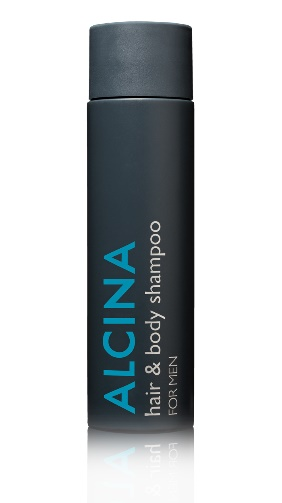 ALCINA
hair & body shampoo
FOR MEN